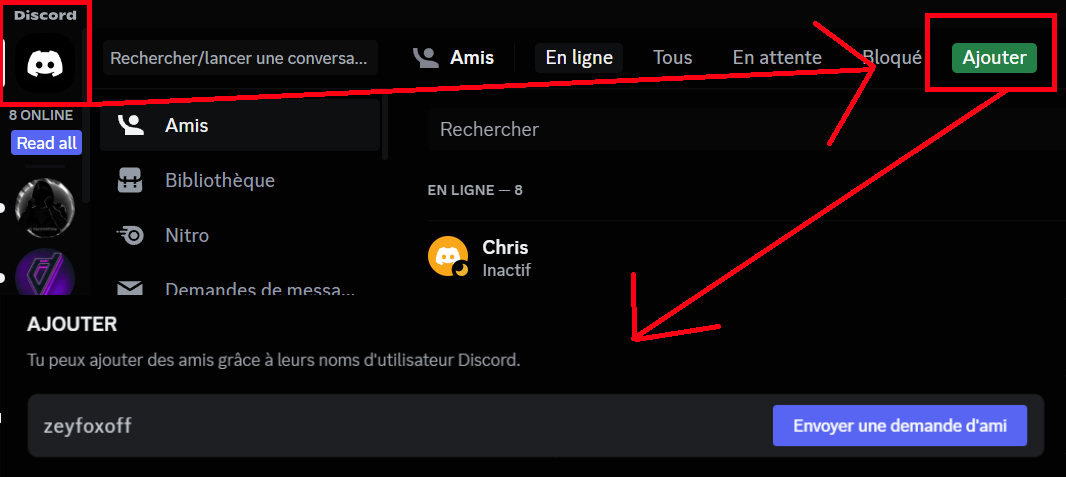 Discord
Rechercher/lancer une conversa...
Amis
En ligne
Tous
En attente
Bloqué
Ajouter
8 ONLINE
Read all
Amis
Bibliothèque
Nitro
Demandes de messa...
Rechercher
EN LIGNE — 8
Chris
Inactif
AJOUTER
Tu peux ajouter des amis grâce à leurs noms d'utilisateur Discord.
zeyfoxoff
Envoyer une demande d'ami